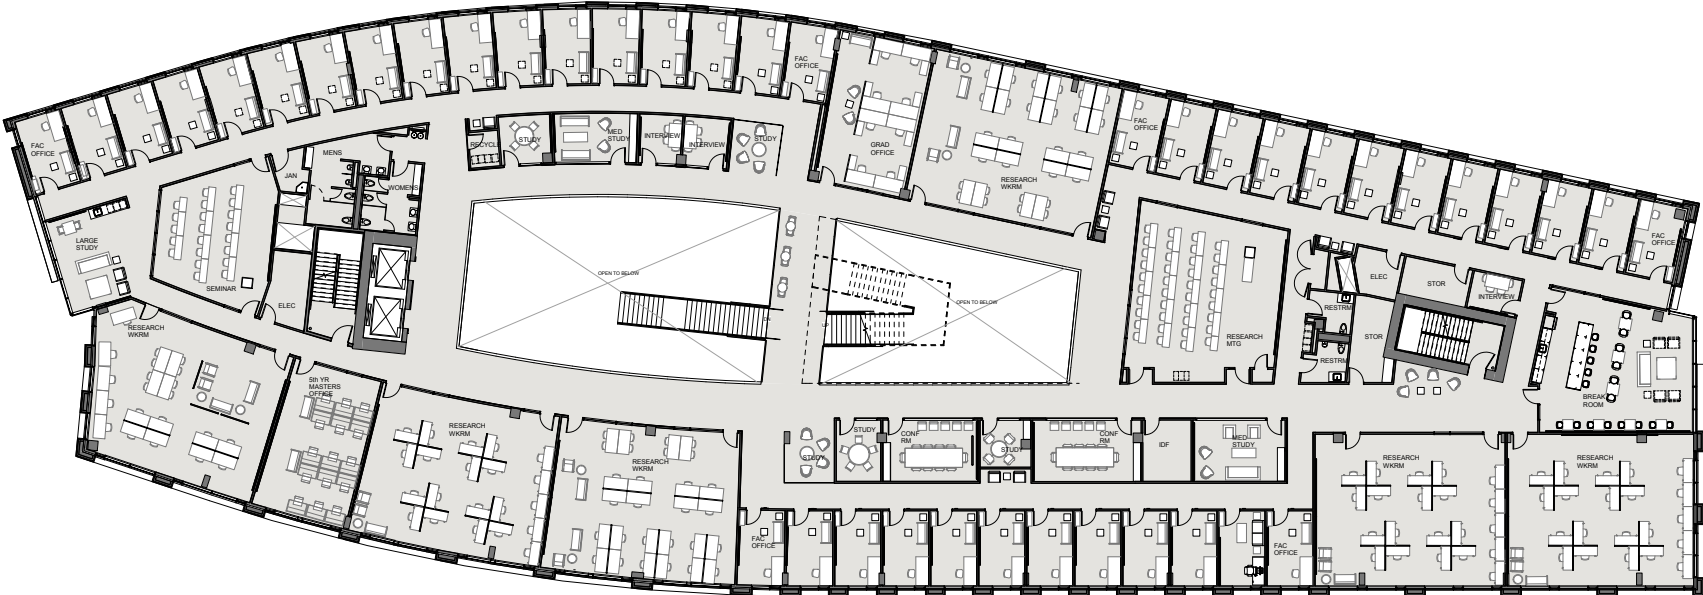 FAC
OFFICE
FAC
OFFICE
GRAD
OFFICE
RESEARCH
WKRM
FAC
OFFICE
FAC
OFFICE
RECYCLE
STUDY
MED
STUDY
INTERVIEW
INTERVIEW
STUDY
MENS
JAN
WOMENS
LARGE
STUDY
SEMINAR
ELEC
OPEN TO BELOW
OPEN TO BELOW
RESEARCH
MTG
ELEC
STOR
INTERVIEW
RESTRM
RESTRM
STOR
BREAK
ROOM
RESEARCH
WKRM
5th YR
MASTERS
OFFICE
RESEARCH
WKRM
RESEARCH
WKRM
STUDY
STUDY
CONF
RM
STUDY
CONF
RM
IDF
MED
STUDY
RESEARCH
WKRM
RESEARCH
WKRM
FAC
OFFICE
FAC
OFFICE